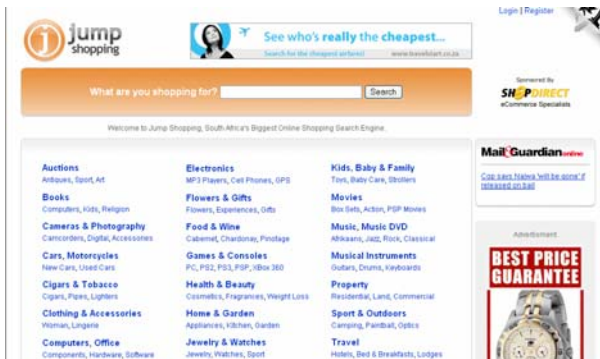 Login | Register
jump
shopping
See who's really the cheapest...
Search for the cheapest airfares! www.travelstart.co.za
What are you shopping for? Search
Sponsored By
SHOPDIRECT
eCommerce Specialists
Welcome to Jump Shopping, South Africa's Biggest Online Shopping Search Engine.
Mail&Guardian online
Cop says Najwa 'will be gone' if
released on bail
Auctions
Antiques, Sport, Art
Books
Computers, Kids, Religion
Cameras & Photography
Camcorders, Digital, Accessories
Cars, Motorcycles
New Cars, Used Cars
Cigars & Tobacco
Cigars, Pipes, Lighters
Clothing & Accessories
Woman, Lingerie
Computers, Office
Components, Hardware, Software
Electronics
MP3 Players, Cell Phones, GPS
Flowers & Gifts
Flowers, Experiences, Gifts
Food & Wine
Cabernet, Chardonay, Pinotage
Games & Consoles
PC, PS2, PS3, PSP, XBox 360
Health & Beauty
Cosmetics, Fragrances, Weight Loss
Home & Garden
Appliances, Kitchen, Garden
Jewelry & Watches
Jewelry, Watches, Sport
Kids, Baby & Family
Toys, Baby Care, Strollers
Movies
Box Sets, Action, PSP Movies
Music, Music DVD
Afrikaans, Jazz, Rock, Classical
Musical Instruments
Guitars, Drums, Keyboards
Property
Residential, Land, Commercial
Sport & Outdoors
Camping, Paintball, Optics
Travel
Hotels, Bed & Breakfasts, Lodges
Advertisment
BEST PRICE
GUARANTEE